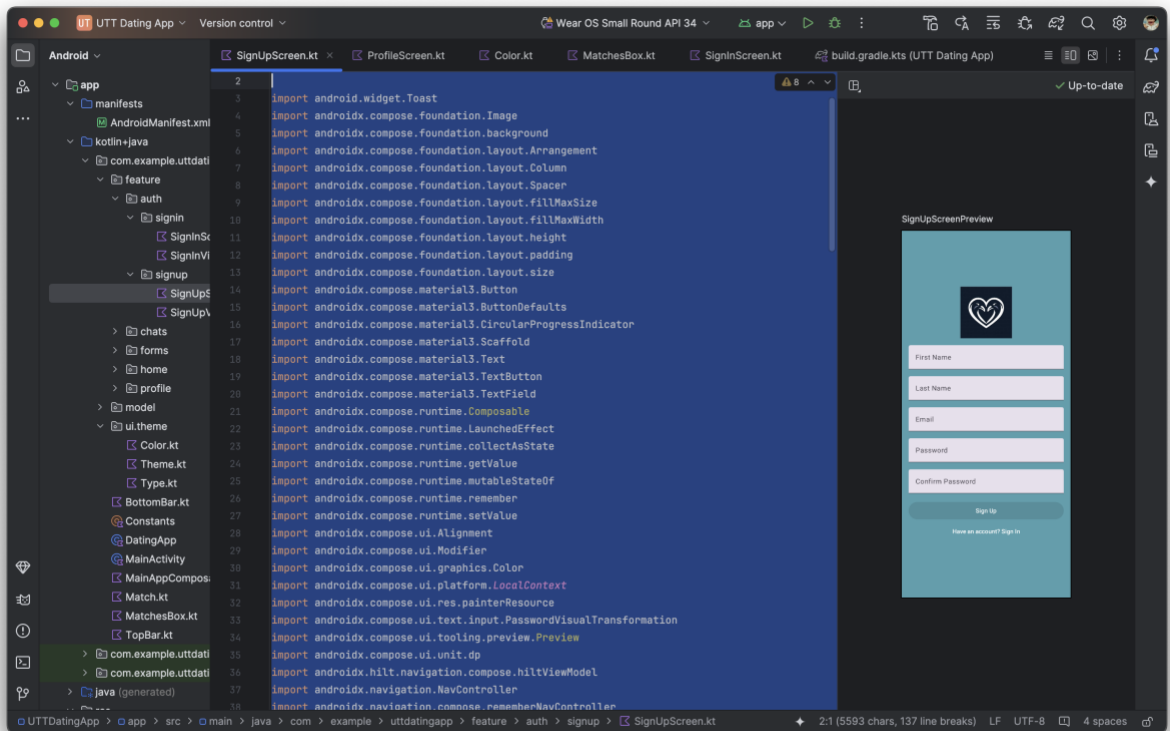 UT UTT Dating App Version control Wear OS Small Round API 34 app
Android
SignUpScreen.kt ProfileScreen.kt Color.kt MatchesBox.kt SignInScreen.kt build.gradle.kts (UTT Dating App)
app
manifests
AndroidManifest.xml
kotlin+java
com.example.uttdati
feature
auth
signin
SignInSc
SignInVi
signup
SignUpS
SignUpV
chats
forms
home
profile
model
ui.theme
Color.kt
Theme.kt
Type.kt
BottomBar.kt
Constants
DatingApp
MainActivity
MainAppComposa
Match.kt
MatchesBox.kt
TopBar.kt
com.example.uttdati
com.example.uttdati
java (generated)
2
3 import android.widget.Toast
4 import androidx.compose.foundation.Image
5 import androidx.compose.foundation.background
6 import androidx.compose.foundation.layout.Arrangement
7 import androidx.compose.foundation.layout.Column
8 import androidx.compose.foundation.layout.Spacer
9 import androidx.compose.foundation.layout.fillMaxSize
10 import androidx.compose.foundation.layout.fillMaxWidth
11 import androidx.compose.foundation.layout.height
12 import androidx.compose.foundation.layout.padding
13 import androidx.compose.foundation.layout.size
14 import androidx.compose.material3.Button
15 import androidx.compose.material3.ButtonDefaults
16 import androidx.compose.material3.CircularProgressIndicator
17 import androidx.compose.material3.Scaffold
18 import androidx.compose.material3.Text
19 import androidx.compose.material3.TextButton
20 import androidx.compose.material3.TextField
21 import androidx.compose.runtime.Composable
22 import androidx.compose.runtime.LaunchedEffect
23 import androidx.compose.runtime.collectAsState
24 import androidx.compose.runtime.getValue
25 import androidx.compose.runtime.mutableStateOf
26 import androidx.compose.runtime.remember
27 import androidx.compose.runtime.setValue
28 import androidx.compose.ui.Alignment
29 import androidx.compose.ui.Modifier
30 import androidx.compose.ui.graphics.Color
31 import androidx.compose.ui.platform.LocalContext
32 import androidx.compose.ui.res.painterResource
33 import androidx.compose.ui.text.input.PasswordVisualTransformation
34 import androidx.compose.ui.tooling.preview.Preview
35 import androidx.compose.ui.unit.dp
36 import androidx.hilt.navigation.compose.hiltViewModel
37 import androidx.navigation.NavController
38 import androidx.navigation.compose.rememberNavController
8
Up-to-date
SignUpScreenPreview
First Name
Last Name
Email
Password
Confirm Password
Sign Up
Have an account? Sign In
UTTDatingApp > app > src > main > java > com > example > uttdatingapp > feature > auth > signup > SignUpScreen.kt 2:1 (5593 chars, 137 line breaks) LF UTF-8 4 spaces